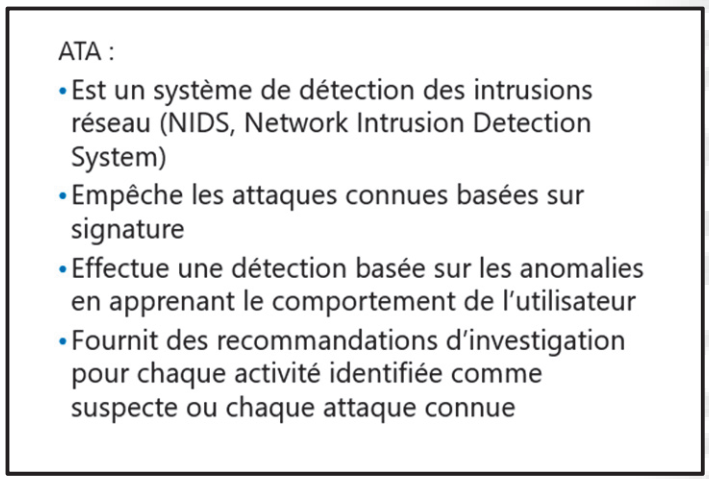 ATA :
•Est un système de détection des intrusions
réseau (NIDS, Network Intrusion Detection
System)
•Empêche les attaques connues basées sur
signature
•Effectue une détection basée sur les anomalies
en apprenant le comportement de l’utilisateur
•Fournit des recommandations d’investigation
pour chaque activité identifiée comme
suspecte ou chaque attaque connue